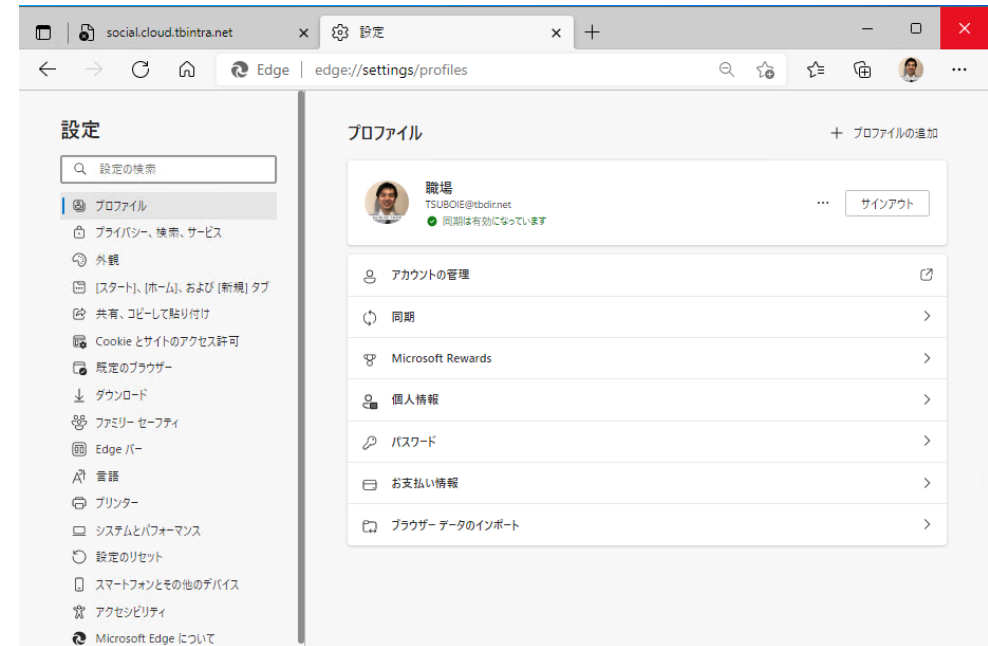 social.cloud.tbintra.net
設定
Edge
edge://settings/profiles
設定
設定の検索
プロファイル
プライバシー、検索、サービス
外観
[スタート]、[ホーム]、および [新規] タブ
共有、コピーして貼り付け
Cookie とサイトのアクセス許可
既定のブラウザー
ダウンロード
ファミリー セーフティ
Edge バー
言語
プリンター
システムとパフォーマンス
設定のリセット
スマートフォンとその他のデバイス
アクセシビリティ
Microsoft Edge について
プロファイル
プロファイルの追加
職場
TSUBOIE@tbdir.net
同期は有効になっています
サインアウト
アカウントの管理
同期
Microsoft Rewards
個人情報
パスワード
お支払い情報
ブラウザー データのインポート